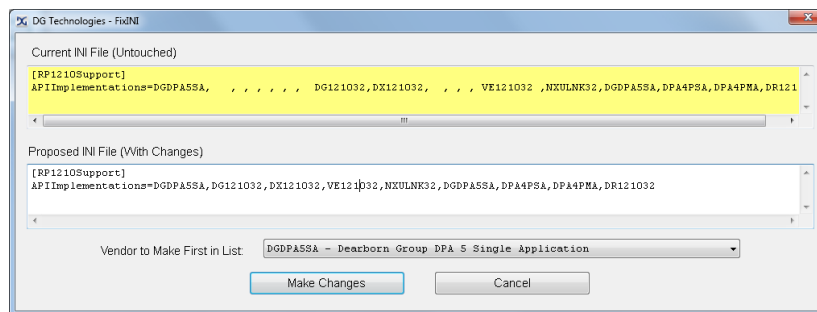 DG Technologies - FixINI
Current INI File (Untouched)
[RP1210Support]
APIImplementations=DGDPA5SA,   , , , , , ,  DG121032,DX121032,  , , , VE121032 ,NXULNK32,DGDPA5SA,DPA4PSA,DPA4PMA,DR121
Proposed INI File (With Changes)
[RP1210Support]
APIImplementations=DGDPA5SA,DG121032,DX121032,VE121032,NXULNK32,DGDPA5SA,DPA4PSA,DPA4PMA,DR121032
Vendor to Make First in List: DGDPA5SA - Dearborn Group DPA 5 Single Application
Make Changes Cancel